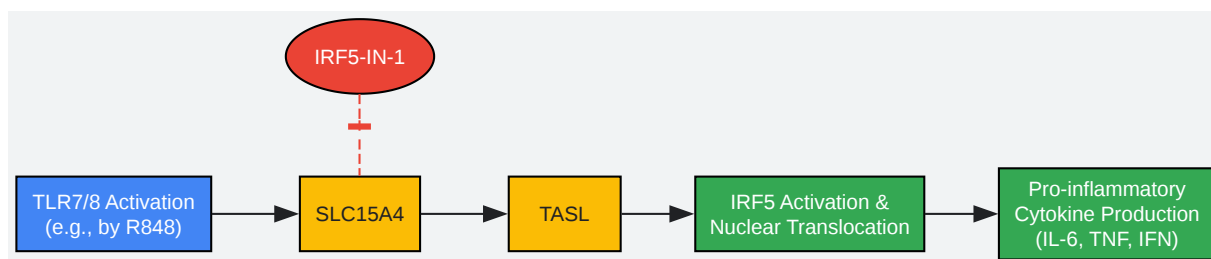 IRF5-IN-1
TLR7/8 Activation
(e.g., by R848)
SLC15A4
TASL
IRF5 Activation &
Nuclear Translocation
Pro-inflammatory
Cytokine Production
(IL-6, TNF, IFN)